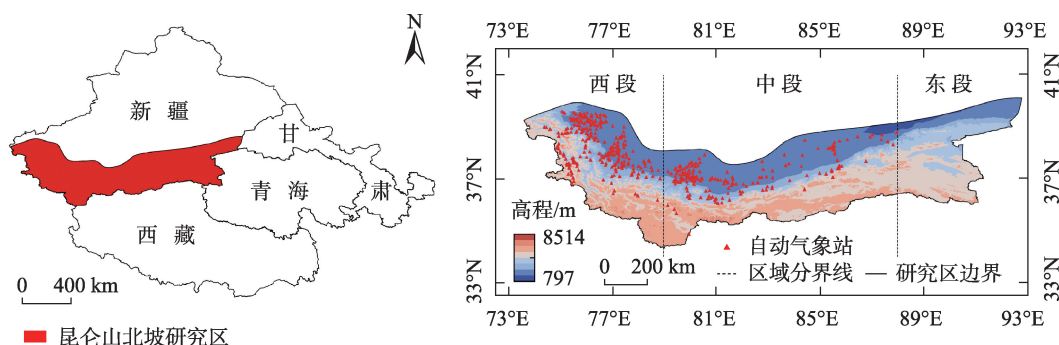 N
新疆
甘
青海
肃
西藏
0 400 km
昆仑山北坡研究区
73°E 77°E 81°E 85°E 89°E 93°E
41°N 41°N
西段 中段 东段
37°N 37°N
高程/m
8514
797
自动气象站
0 200 km
区域分界线 研究区边界
33°N 33°N
73°E 77°E 81°E 85°E 89°E 93°E